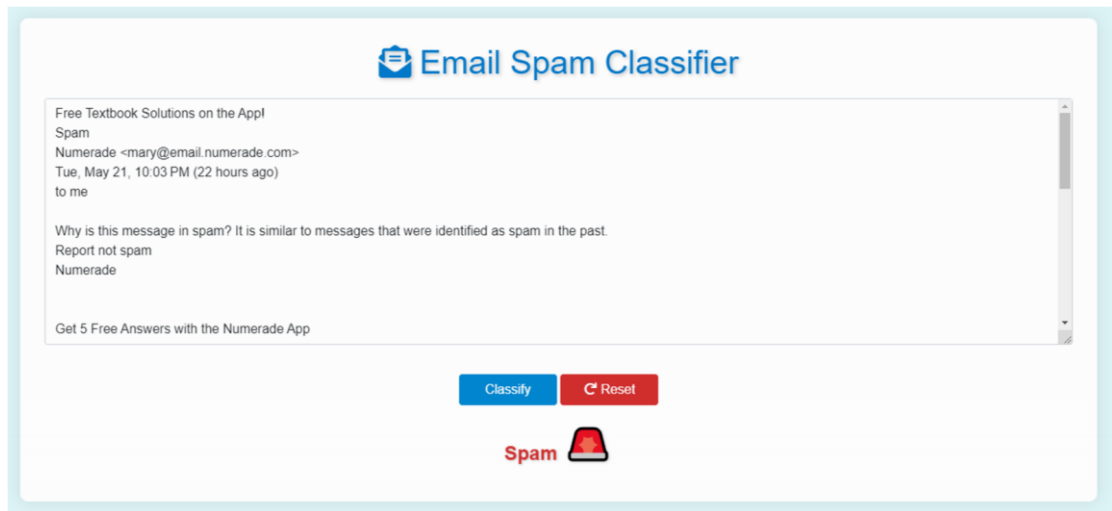 Email Spam Classifier
Free Textbook Solutions on the App!
Spam
Numerade <mary@email.numerade.com>
Tue, May 21, 10:03 PM (22 hours ago)
to me
Why is this message in spam? It is similar to messages that were identified as spam in the past.
Report not spam
Numerade
Get 5 Free Answers with the Numerade App
Classify Reset
Spam